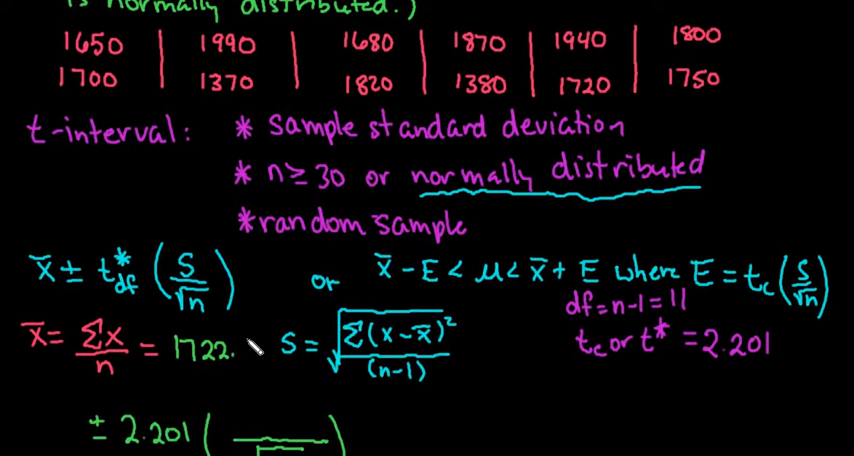 is normally distributed.)
1650 | 1990 | 1680 | 1870 | 1940 | 1800
1700 | 1370 | 1820 | 1380 | 1720 | 1750
t-interval: * sample standard deviation
* n ≥ 30 or normally distributed
* random sample
x̄ ± t*df (S/√n) or x̄ - E < μ < x̄ + E where E = tc (S/√n)
df = n-1 = 11
x̄ = Σx/n = 1722. S = √(Σ(x-x̄)²/(n-1)) tc or t* = 2.201
± 2.201 (